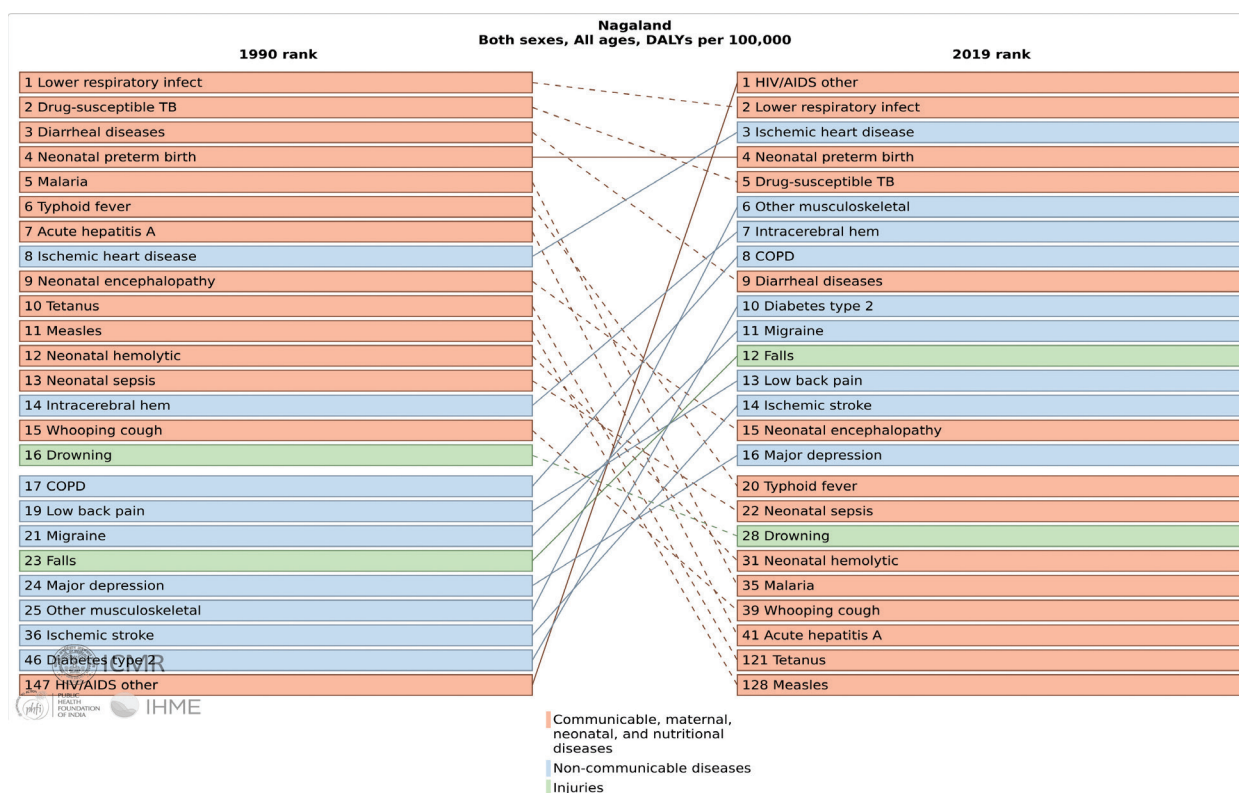 Nagaland
Both sexes, All ages, DALYs per 100,000
1990 rank
1 Lower respiratory infect
2 Drug-susceptible TB
3 Diarrheal diseases
4 Neonatal preterm birth
5 Malaria
6 Typhoid fever
7 Acute hepatitis A
8 Ischemic heart disease
9 Neonatal encephalopathy
10 Tetanus
11 Measles
12 Neonatal hemolytic
13 Neonatal sepsis
14 Intracerebral hem
15 Whooping cough
16 Drowning
17 COPD
19 Low back pain
21 Migraine
23 Falls
24 Major depression
25 Other musculoskeletal
36 Ischemic stroke
46 Diabetes type 2
147 HIV/AIDS other
2019 rank
1 HIV/AIDS other
2 Lower respiratory infect
3 Ischemic heart disease
4 Neonatal preterm birth
5 Drug-susceptible TB
6 Other musculoskeletal
7 Intracerebral hem
8 COPD
9 Diarrheal diseases
10 Diabetes type 2
11 Migraine
12 Falls
13 Low back pain
14 Ischemic stroke
15 Neonatal encephalopathy
16 Major depression
20 Typhoid fever
22 Neonatal sepsis
28 Drowning
31 Neonatal hemolytic
35 Malaria
39 Whooping cough
41 Acute hepatitis A
121 Tetanus
128 Measles
ICMR
phfi
PUBLIC
HEALTH
FOUNDATION
OF INDIA
IHME
Communicable, maternal,
neonatal, and nutritional
diseases
Non-communicable diseases
Injuries